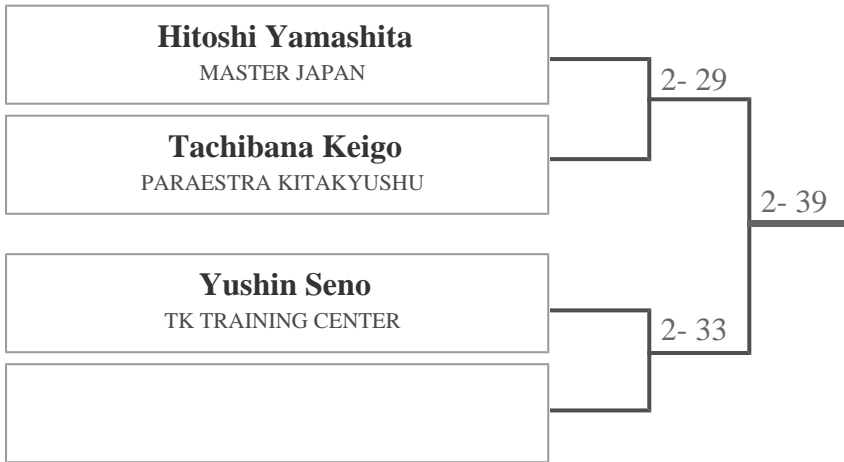 Hitoshi Yamashita
MASTER JAPAN
2- 29
Tachibana Keigo
PARAESTRA KITAKYUSHU
2- 39
Yushin Seno
TK TRAINING CENTER
2- 33